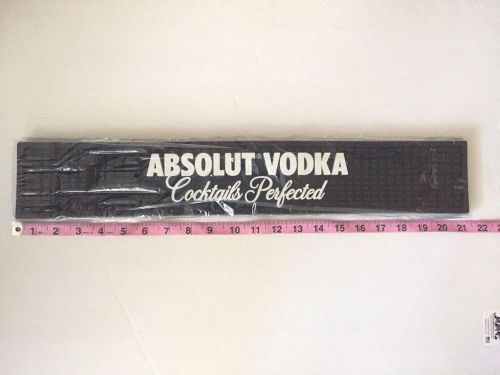 ABSOLUT® VODKA
Cocktails Perfected
1 2 3 4 5 6 7 8 9 10 11 12 13 14 15 16 17 18 19 20 21 22